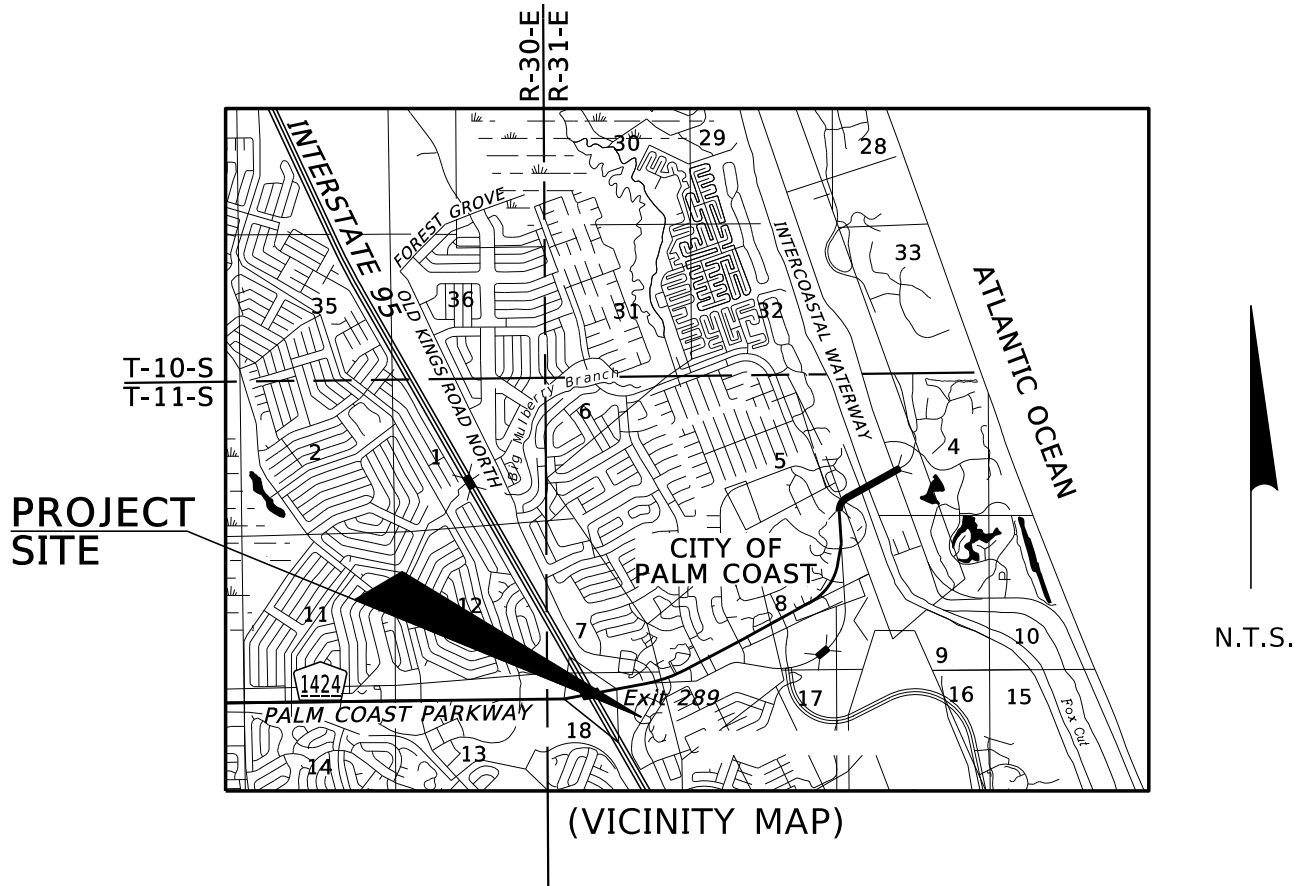 R-30-E
R-31-E
INTERSTATE 95
FOREST GROVE
30
29
28
INTERCOASTAL WATERWAY
33
ATLANTIC OCEAN
35
OLD KINGS ROAD NORTH
36
31
32
T-10-S
T-11-S
Big Mulberry Branch
6
2
1
5
4
PROJECT
SITE
CITY OF
PALM COAST
11
12
7
8
10
9
N.T.S.
1424
Exit 289
17
16
15
PALM COAST PARKWAY
18
Fox Cut
14
13
P
(VICINITY MAP)